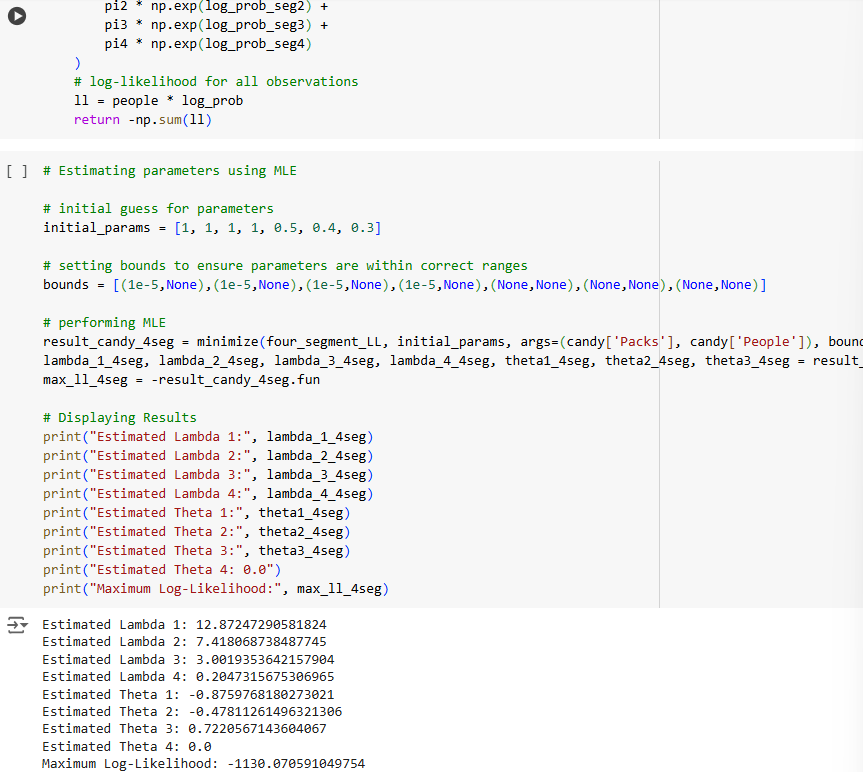 pi2 * np.exp(log_prob_seg2) +
pi3 * np.exp(log_prob_seg3) +
pi4 * np.exp(log_prob_seg4)
)
# log-likelihood for all observations
ll = people * log_prob
return -np.sum(ll)
[ ] # Estimating parameters using MLE
# initial guess for parameters
initial_params = [1, 1, 1, 1, 0.5, 0.4, 0.3]
# setting bounds to ensure parameters are within correct ranges
bounds = [(1e-5,None),(1e-5,None),(1e-5,None),(1e-5,None),(None,None),(None,None),(None,None)]
# performing MLE
result_candy_4seg = minimize(four_segment_LL, initial_params, args=(candy['Packs'], candy['People']), boun
lambda_1_4seg, lambda_2_4seg, lambda_3_4seg, lambda_4_4seg, theta1_4seg, theta2_4seg, theta3_4seg = result_
max_ll_4seg = -result_candy_4seg.fun
# Displaying Results
print("Estimated Lambda 1:", lambda_1_4seg)
print("Estimated Lambda 2:", lambda_2_4seg)
print("Estimated Lambda 3:", lambda_3_4seg)
print("Estimated Lambda 4:", lambda_4_4seg)
print("Estimated Theta 1:", theta1_4seg)
print("Estimated Theta 2:", theta2_4seg)
print("Estimated Theta 3:", theta3_4seg)
print("Estimated Theta 4: 0.0")
print("Maximum Log-Likelihood:", max_ll_4seg)
Estimated Lambda 1: 12.87247290581824
Estimated Lambda 2: 7.418068738487745
Estimated Lambda 3: 3.0019353642157904
Estimated Lambda 4: 0.2047315675306965
Estimated Theta 1: -0.8759768180273021
Estimated Theta 2: -0.47811261496321306
Estimated Theta 3: 0.7220567143604067
Estimated Theta 4: 0.0
Maximum Log-Likelihood: -1130.070591049754